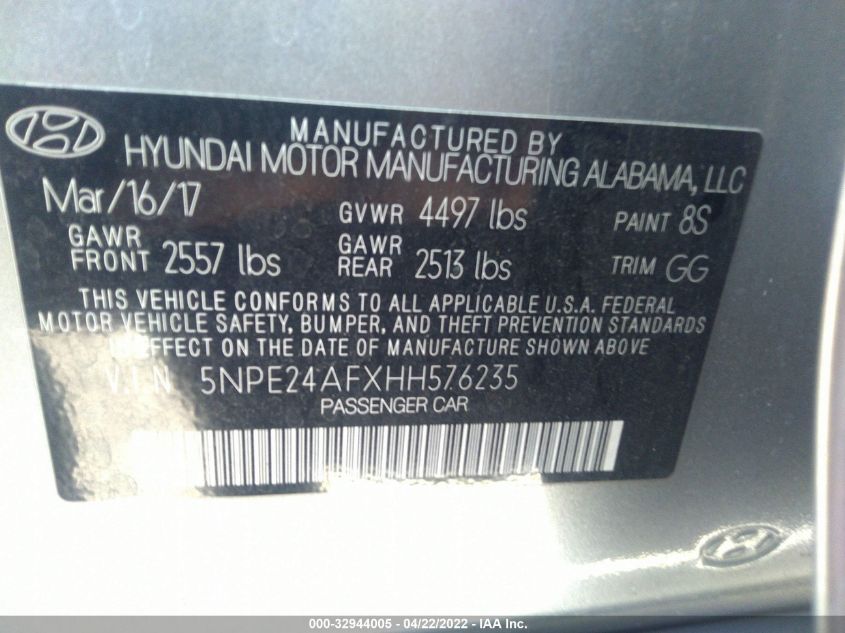 MANUFACTURED BY
HYUNDAI MOTOR MANUFACTURING ALABAMA, LLC
Mar/16/17 GVWR 4497 lbs PAINT 8S
GAWR FRONT 2557 lbs GAWR REAR 2513 lbs TRIM GG
THIS VEHICLE CONFORMS TO ALL APPLICABLE U.S.A. FEDERAL
MOTOR VEHICLE SAFETY, BUMPER, AND THEFT PREVENTION STANDARDS
IN EFFECT ON THE DATE OF MANUFACTURE SHOWN ABOVE.
V I N 5NPE24AFXHH576235
PASSENGER CAR
000-32944005 - 04/22/2022 - IAA Inc.